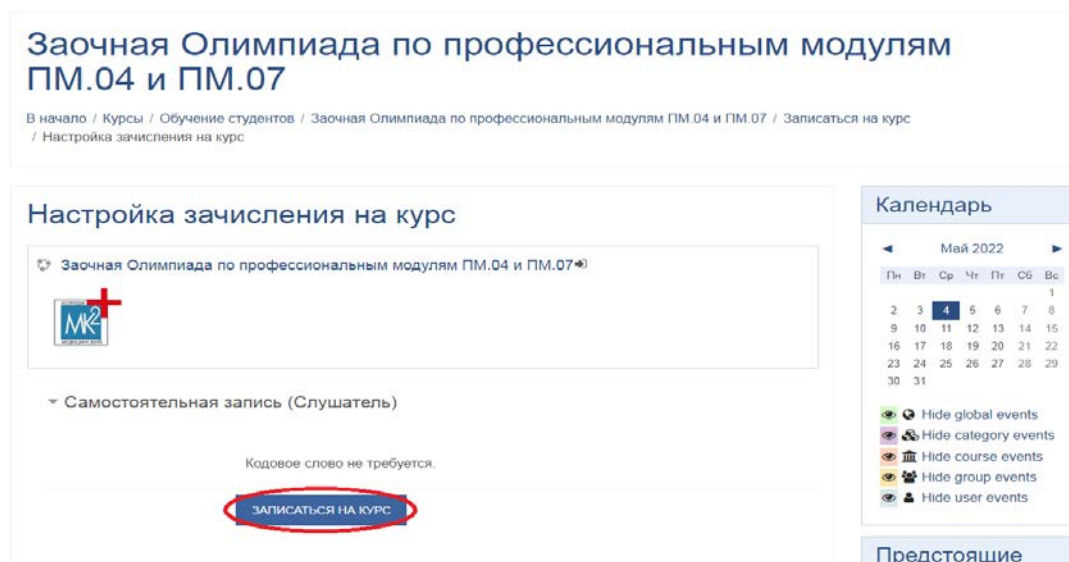 Заочная Олимпиада по профессиональным модулям
ПМ.04 и ПМ.07
В начало / Курсы / Обучение студентов / Заочная Олимпиада по профессиональным модулям ПМ.04 и ПМ.07 / Записаться на курс
/ Настройка зачисления на курс
Настройка зачисления на курс
Заочная Олимпиада по профессиональным модулям ПМ.04 и ПМ.07
МК2
Самостоятельная запись (Слушатель)
Кодовое слово не требуется.
ЗАПИСАТЬСЯ НА КУРС
Календарь
◄ Май 2022 ►
Пн Вт Ср Чт Пт Сб Вс
1
2 3 4 5 6 7 8
9 10 11 12 13 14 15
16 17 18 19 20 21 22
23 24 25 26 27 28 29
30 31
Hide global events
Hide category events
Hide course events
Hide group events
Hide user events
Предстоящие